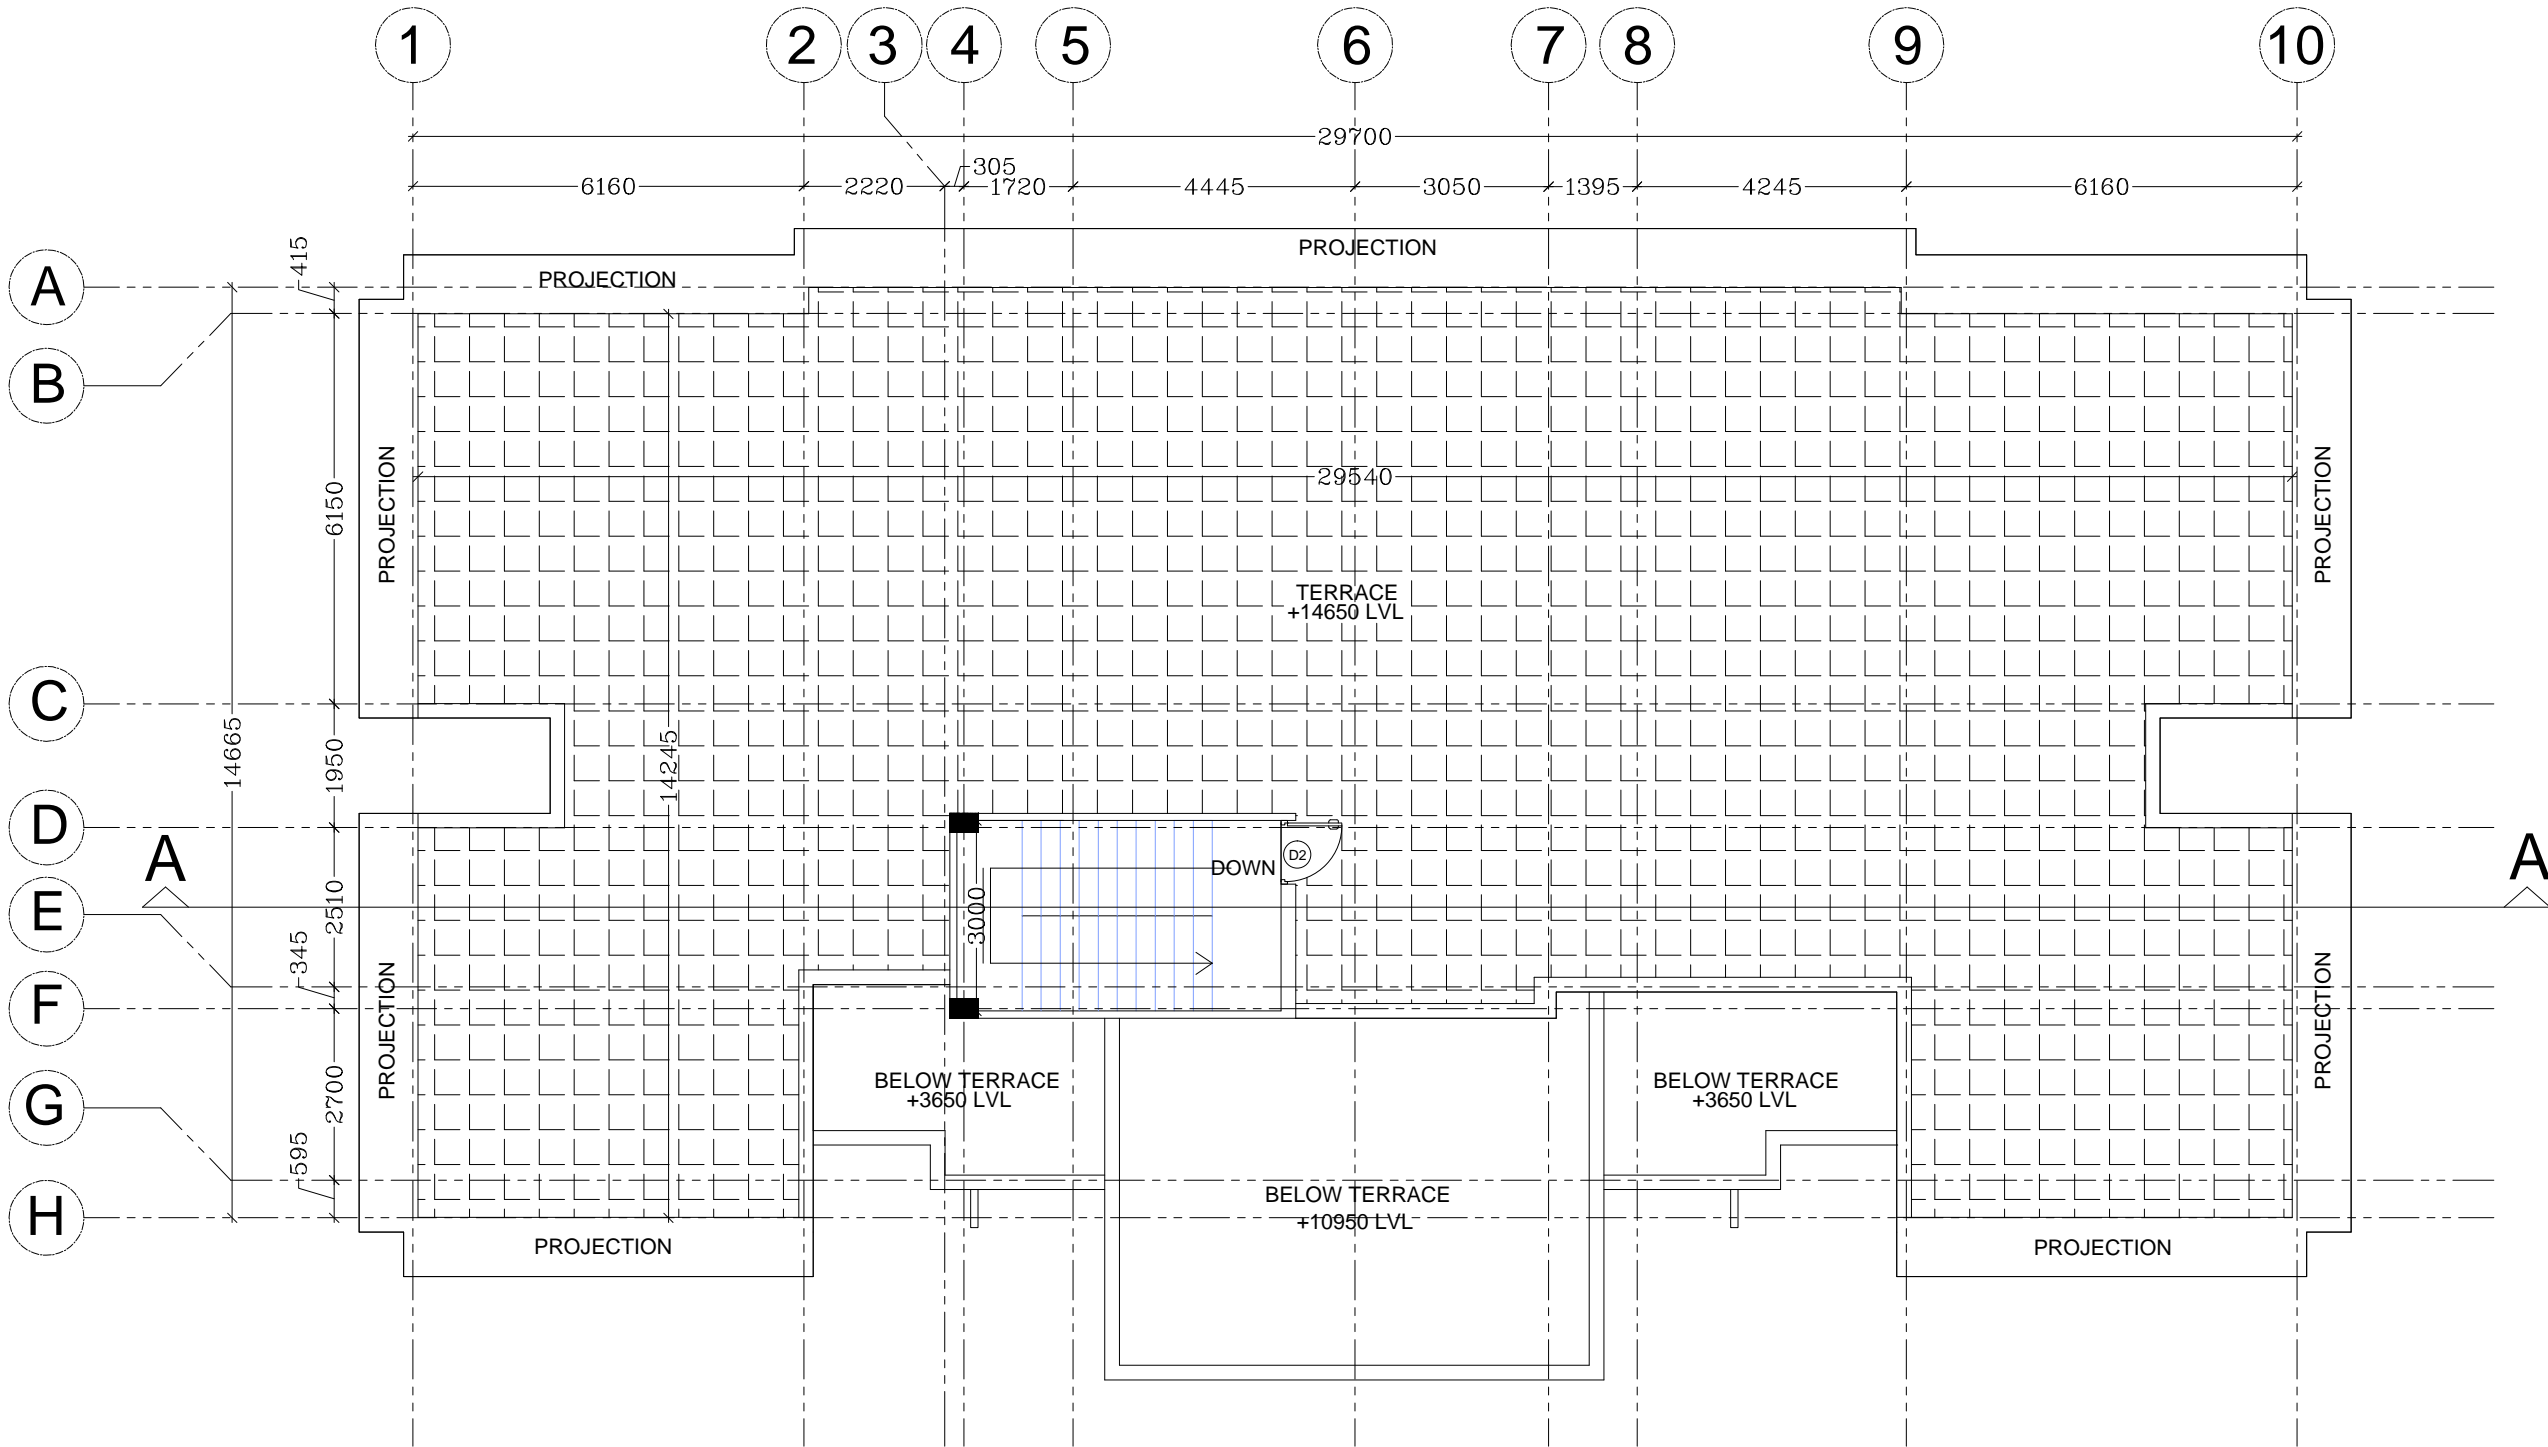 1 2 3 4 5 6 7 8 9 10
29700
305
6160 2220 1720 4445 3050 1395 4245 6160
415
PROJECTION
PROJECTION
A
B
6150
PROJECTION
29540
PROJECTION
TERRACE
+14650 LVL
C
14665
1950
14245
D
A
DOWN
D2
A
E
2510
3000
345
F
PROJECTION
PROJECTION
G
2700
BELOW TERRACE
+3650 LVL
BELOW TERRACE
+3650 LVL
595
H
BELOW TERRACE
+10950 LVL
PROJECTION
PROJECTION